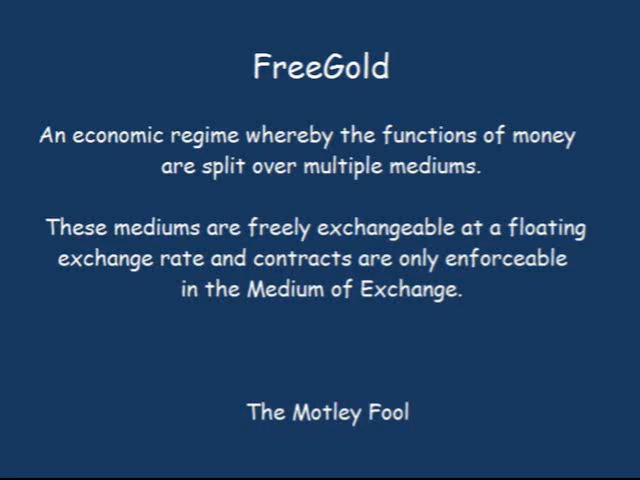 FreeGold
An economic regime whereby the functions of money
are split over multiple mediums.
These mediums are freely exchangeable at a floating
exchange rate and contracts are only enforceable
in the Medium of Exchange.
The Motley Fool